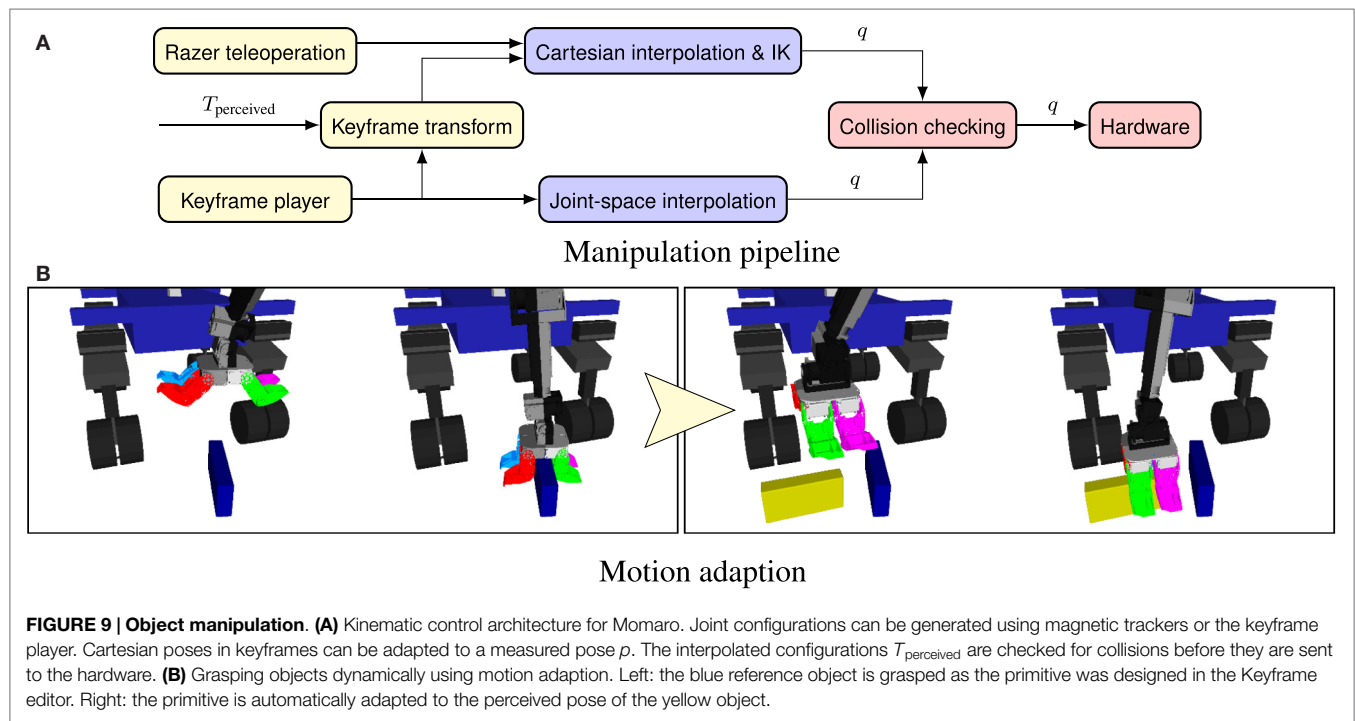 A
Razer teleoperation
Cartesian interpolation & IK
q
T_perceived
Keyframe transform
Collision checking
q
Hardware
Keyframe player
Joint-space interpolation
q
Manipulation pipeline
B
Motion adaption
FIGURE 9 | Object manipulation. (A) Kinematic control architecture for Momaro. Joint configurations can be generated using magnetic trackers or the keyframe
player. Cartesian poses in keyframes can be adapted to a measured pose p. The interpolated configurations T_perceived are checked for collisions before they are sent
to the hardware. (B) Grasping objects dynamically using motion adaption. Left: the blue reference object is grasped as the primitive was designed in the Keyframe
editor. Right: the primitive is automatically adapted to the perceived pose of the yellow object.